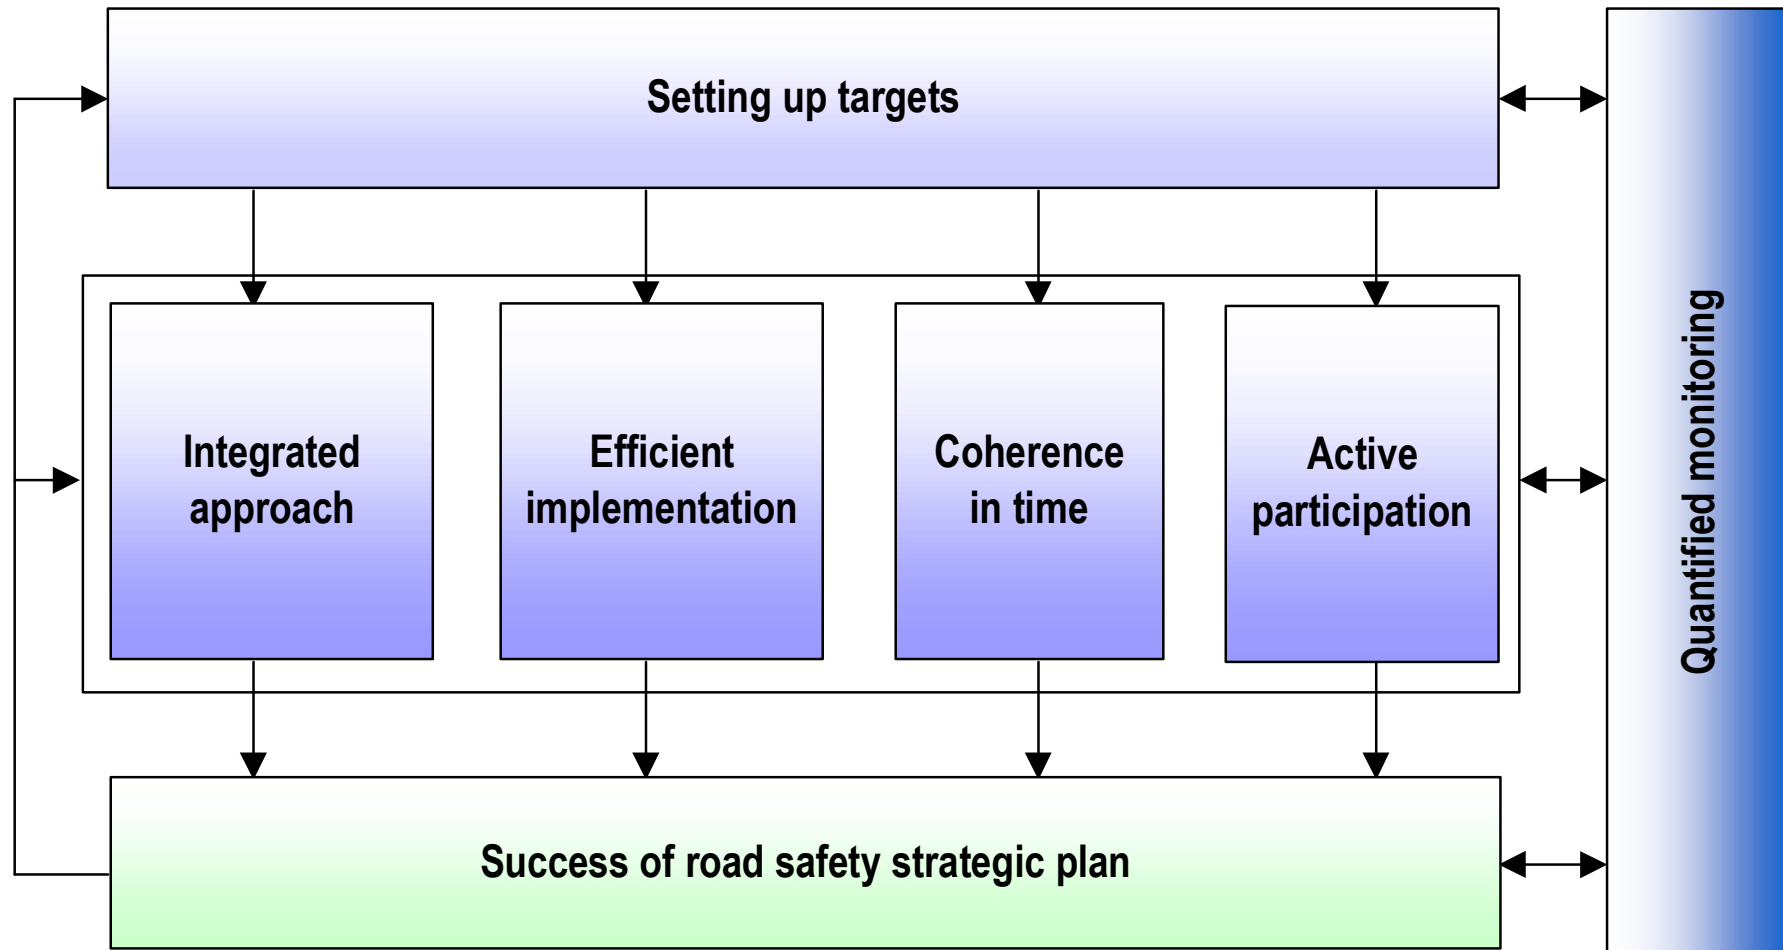 Setting up targets
Integrated
approach
Efficient
implementation
Coherence
in time
Active
participation
Quantified monitoring
Success of road safety strategic plan